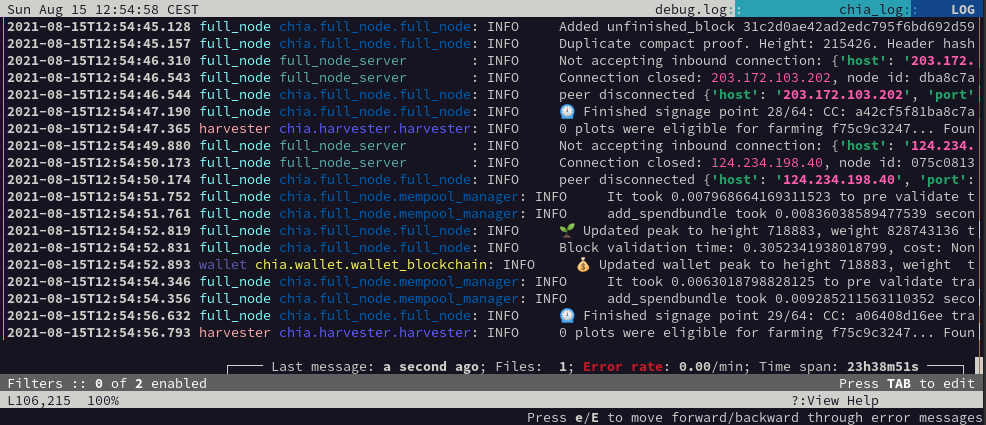 Sun Aug 15 12:54:58 CEST debug.log: chia_log: LOG
2021-08-15T12:54:45.128 full_node chia.full_node.full_node: INFO Added unfinished_block 31c2d0ae42ad2edc795f6bd692d59
2021-08-15T12:54:45.157 full_node chia.full_node.full_node: INFO Duplicate compact proof. Height: 215426. Header hash
2021-08-15T12:54:46.310 full_node full_node_server : INFO Not accepting inbound connection: {'host': '203.172.
2021-08-15T12:54:46.543 full_node full_node_server : INFO Connection closed: 203.172.103.202, node id: dba8c7a
2021-08-15T12:54:46.544 full_node chia.full_node.full_node: INFO peer disconnected {'host': '203.172.103.202', 'port'
2021-08-15T12:54:47.190 full_node chia.full_node.full_node: INFO ⏲️ Finished signage point 28/64: CC: a42cf5f81ba8c7a
2021-08-15T12:54:47.365 harvester chia.harvester.harvester: INFO 0 plots were eligible for farming f75c9c3247... Foun
2021-08-15T12:54:49.880 full_node full_node_server : INFO Not accepting inbound connection: {'host': '124.234.
2021-08-15T12:54:50.173 full_node full_node_server : INFO Connection closed: 124.234.198.40, node id: 075c0813
2021-08-15T12:54:50.174 full_node chia.full_node.full_node: INFO peer disconnected {'host': '124.234.198.40', 'port':
2021-08-15T12:54:51.752 full_node chia.full_node.mempool_manager: INFO It took 0.007968664169311523 to pre validate t
2021-08-15T12:54:51.761 full_node chia.full_node.mempool_manager: INFO add_spendbundle took 0.00836038589477539 secon
2021-08-15T12:54:52.819 full_node chia.full_node.full_node: INFO 🌱 Updated peak to height 718883, weight 828743136 t
2021-08-15T12:54:52.831 full_node chia.full_node.full_node: INFO Block validation time: 0.3052341938018799, cost: Non
2021-08-15T12:54:52.893 wallet chia.wallet.wallet_blockchain: INFO 💰 Updated wallet peak to height 718883, weight t
2021-08-15T12:54:54.346 full_node chia.full_node.mempool_manager: INFO It took 0.0063018798828125 to pre validate tra
2021-08-15T12:54:54.356 full_node chia.full_node.mempool_manager: INFO add_spendbundle took 0.009285211563110352 seco
2021-08-15T12:54:56.632 full_node chia.full_node.full_node: INFO ⏲️ Finished signage point 29/64: CC: a06408d16ee tra
2021-08-15T12:54:56.793 harvester chia.harvester.harvester: INFO 0 plots were eligible for farming f75c9c3247... Foun
Last message: a second ago; Files: 1; Error rate: 0.00/min; Time span: 23h38m51s
Filters :: 0 of 2 enabled Press TAB to edit
L106,215 100% ?:View Help
Press e/E to move forward/backward through error messages